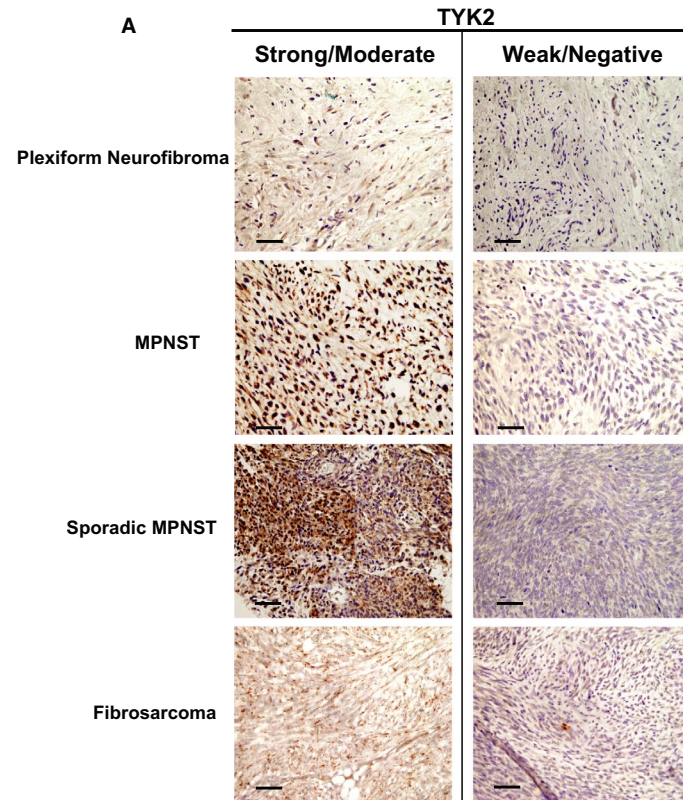 A
TYK2
Strong/Moderate Weak/Negative
Plexiform Neurofibroma
MPNST
Sporadic MPNST
Fibrosarcoma